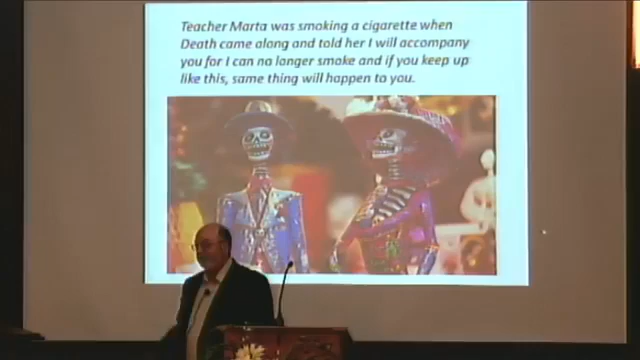 Teacher Marta was smoking a cigarette when
Death came along and told her I will accompany
you for I can no longer smoke and if you keep up
like this, same thing will happen to you.